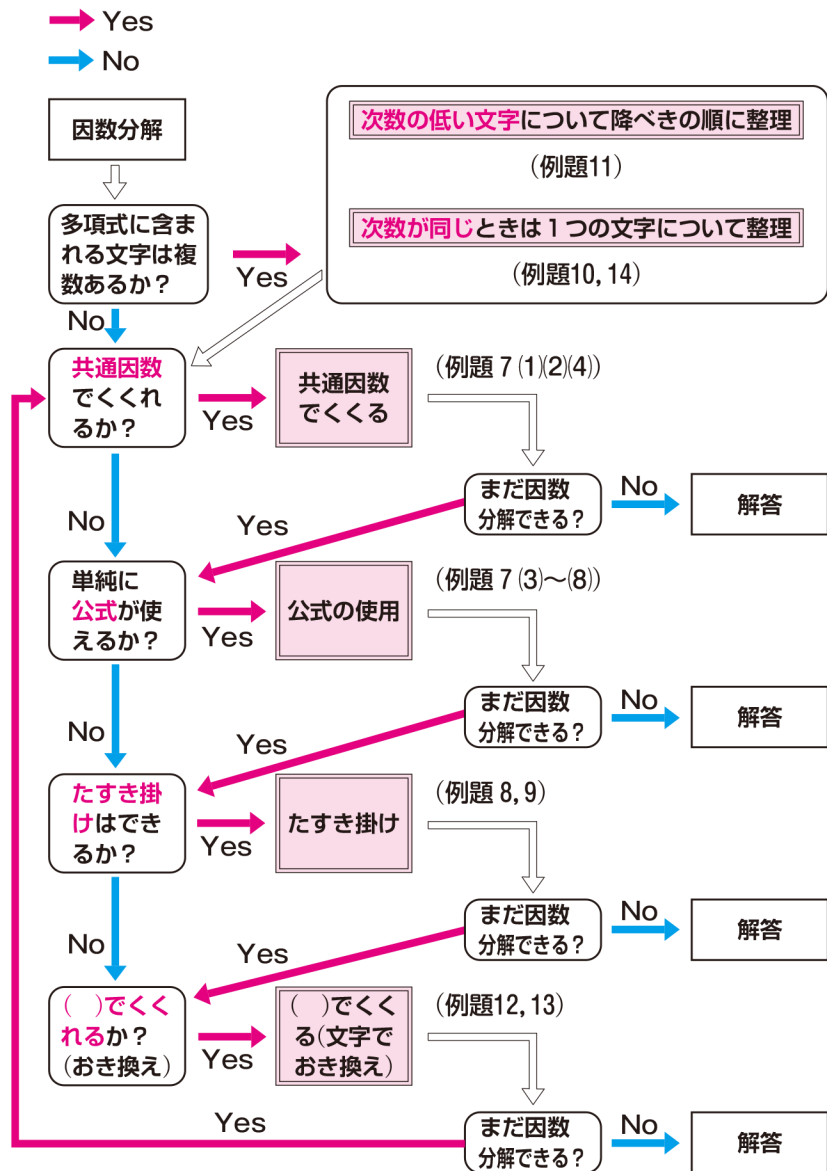 Yes
No
因数分解
次数の低い文字について降べきの順に整理
(例題11)
多項式に含ま
れる文字は複
数あるか？
Yes
次数が同じときは１つの文字について整理
(例題10, 14)
No
共通因数
でくくれ
るか？
Yes
共通因数
でくくる
(例題 7 (1)(2)(4))
まだ因数
分解できる？
No
解答
No
Yes
単純に
公式が使
えるか？
Yes
公式の使用
(例題 7 (3)〜(8))
まだ因数
分解できる？
No
解答
No
Yes
たすき掛
けはでき
るか？
Yes
たすき掛け
(例題 8, 9)
まだ因数
分解できる？
No
解答
No
Yes
(　)でくく
れるか？
(おき換え)
Yes
(　)でくく
る(文字で
おき換え)
(例題12, 13)
Yes
まだ因数
分解できる？
No
解答